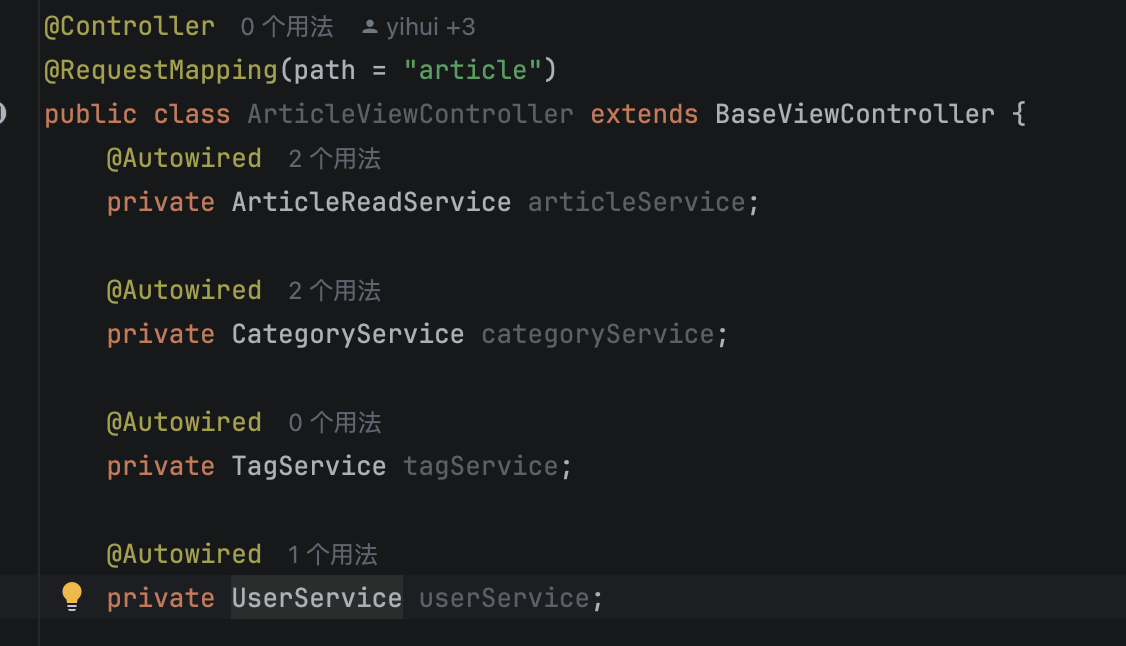 @Controller 0 个用法 yihui +3
@RequestMapping(path = "article")
public class ArticleViewController extends BaseViewController {
@Autowired 2 个用法
private ArticleReadService articleService;
@Autowired 2 个用法
private CategoryService categoryService;
@Autowired 0 个用法
private TagService tagService;
@Autowired 1 个用法
private UserService userService;